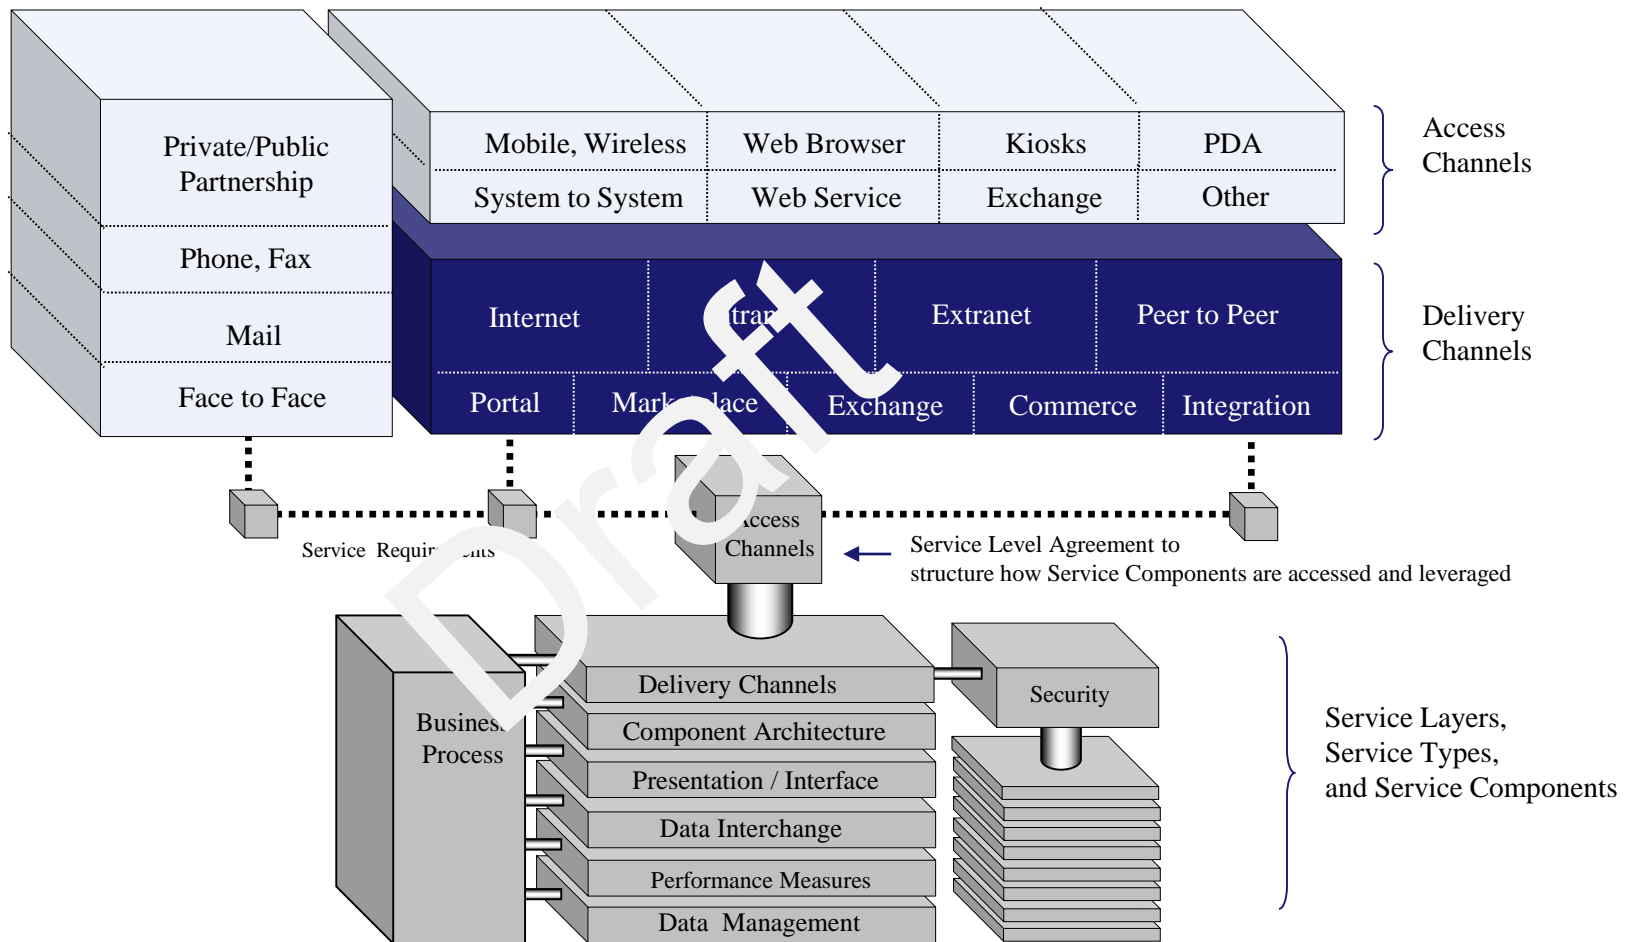 Private/Public
Partnership
Phone, Fax
Mail
Face to Face
Mobile, Wireless
Web Browser
Kiosks
PDA
System to System
Web Service
Exchange
Other
Access
Channels
Internet
Extranet
Peer to Peer
Delivery
Channels
Portal
Exchange
Commerce
Integration
Draft
Access
Channels
Service
Service Level Agreement to
structure how Service Components are accessed and leveraged
Business
Process
Delivery Channels
Component Architecture
Presentation / Interface
Data Interchange
Performance Measures
Data Management
Security
Service Layers,
Service Types,
and Service Components